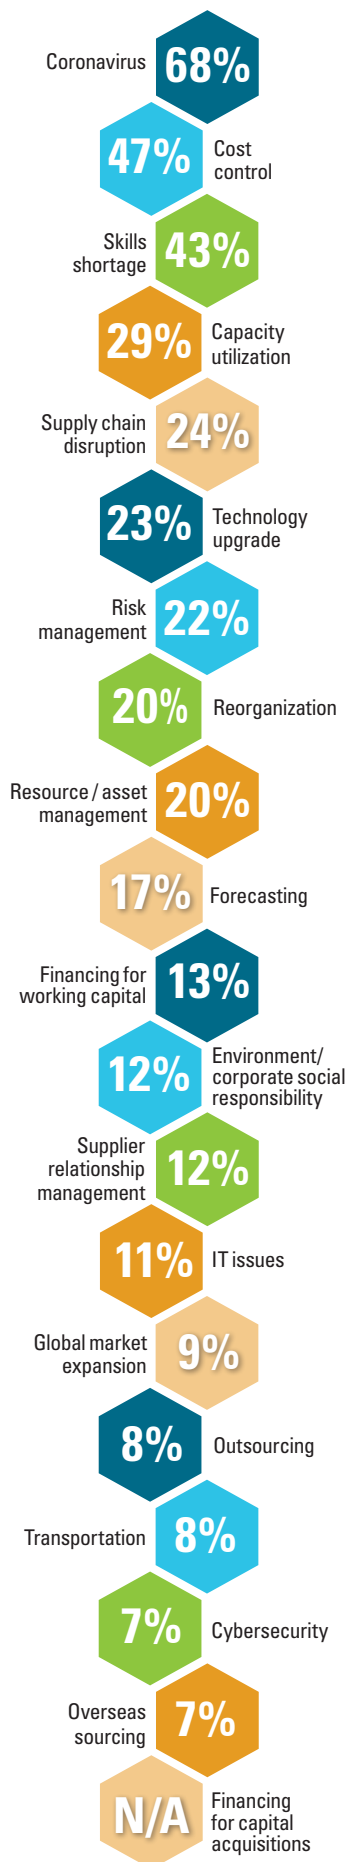 Coronavirus 68%
47% Cost
control
Skills
shortage 43%
29% Capacity
utilization
Supply chain
disruption 24%
23% Technology
upgrade
Risk
management 22%
20% Reorganization
Resource / asset
management 20%
17% Forecasting
Financing for
working capital 13%
12% Environment/
corporate social
responsibility
Supplier
relationship
management 12%
11% IT issues
Global market
expansion 9%
8% Outsourcing
Transportation 8%
7% Cybersecurity
Overseas
sourcing 7%
N/A Financing
for capital
acquisitions